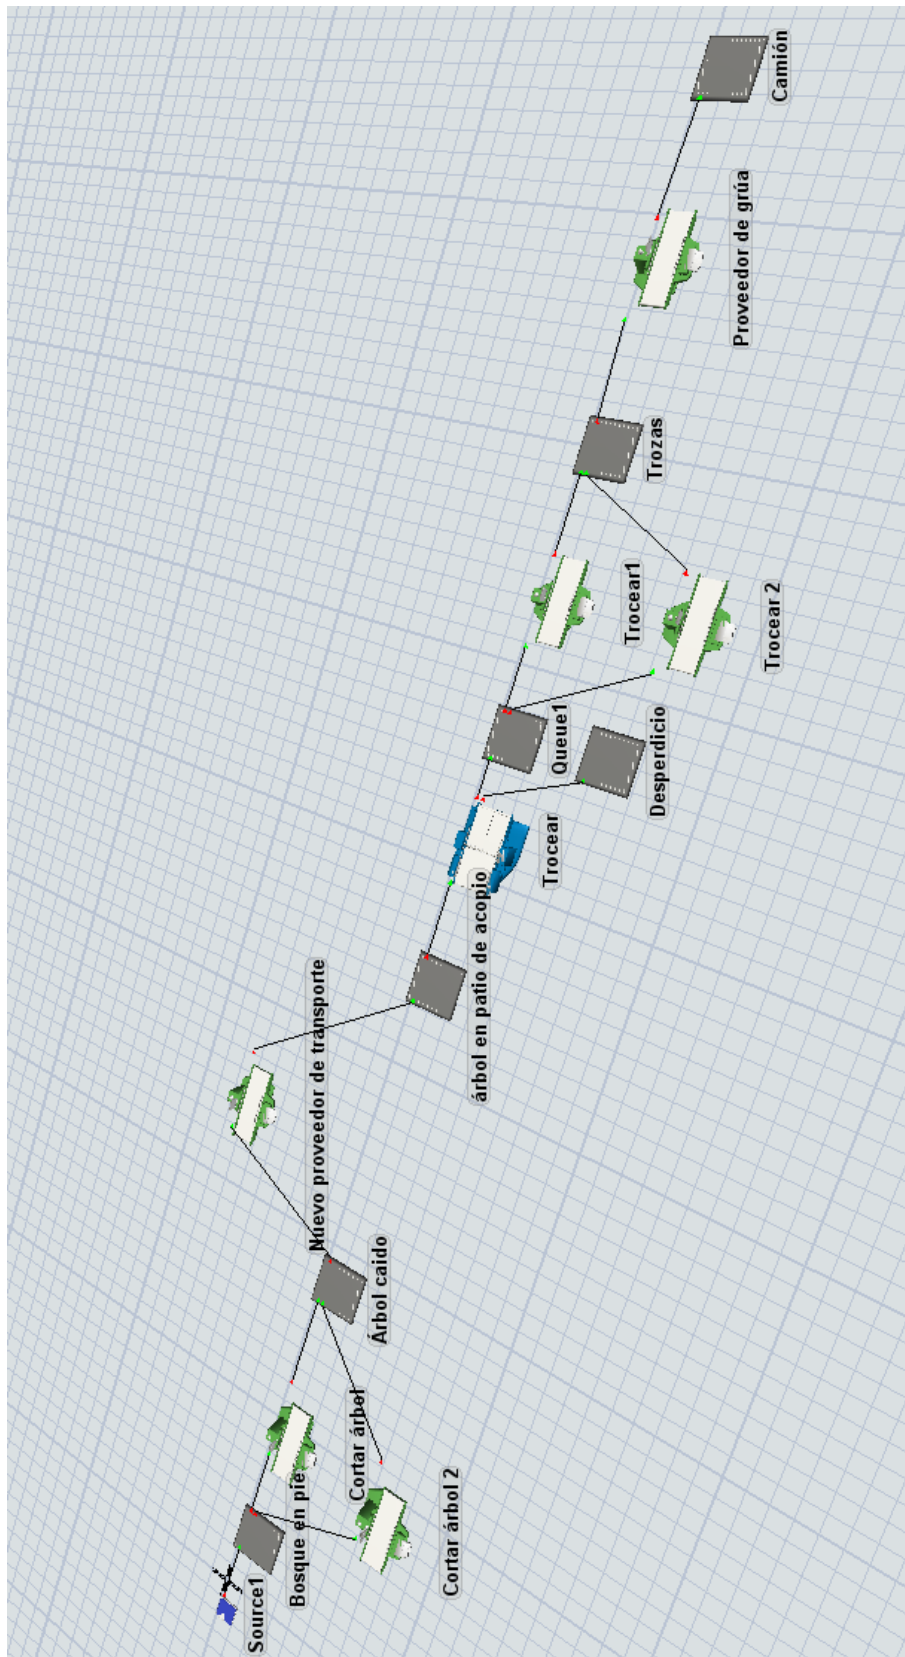 Source1
Bosque en pie
Cortar árbol
Cortar árbol 2
Árbol caido
Nuevo proveedor de transporte
árbol en patio de acopio
Trocear
Desperdicio
Queue1
Trocear1
Trocear 2
Trozas
Proveedor de grúa
Camión